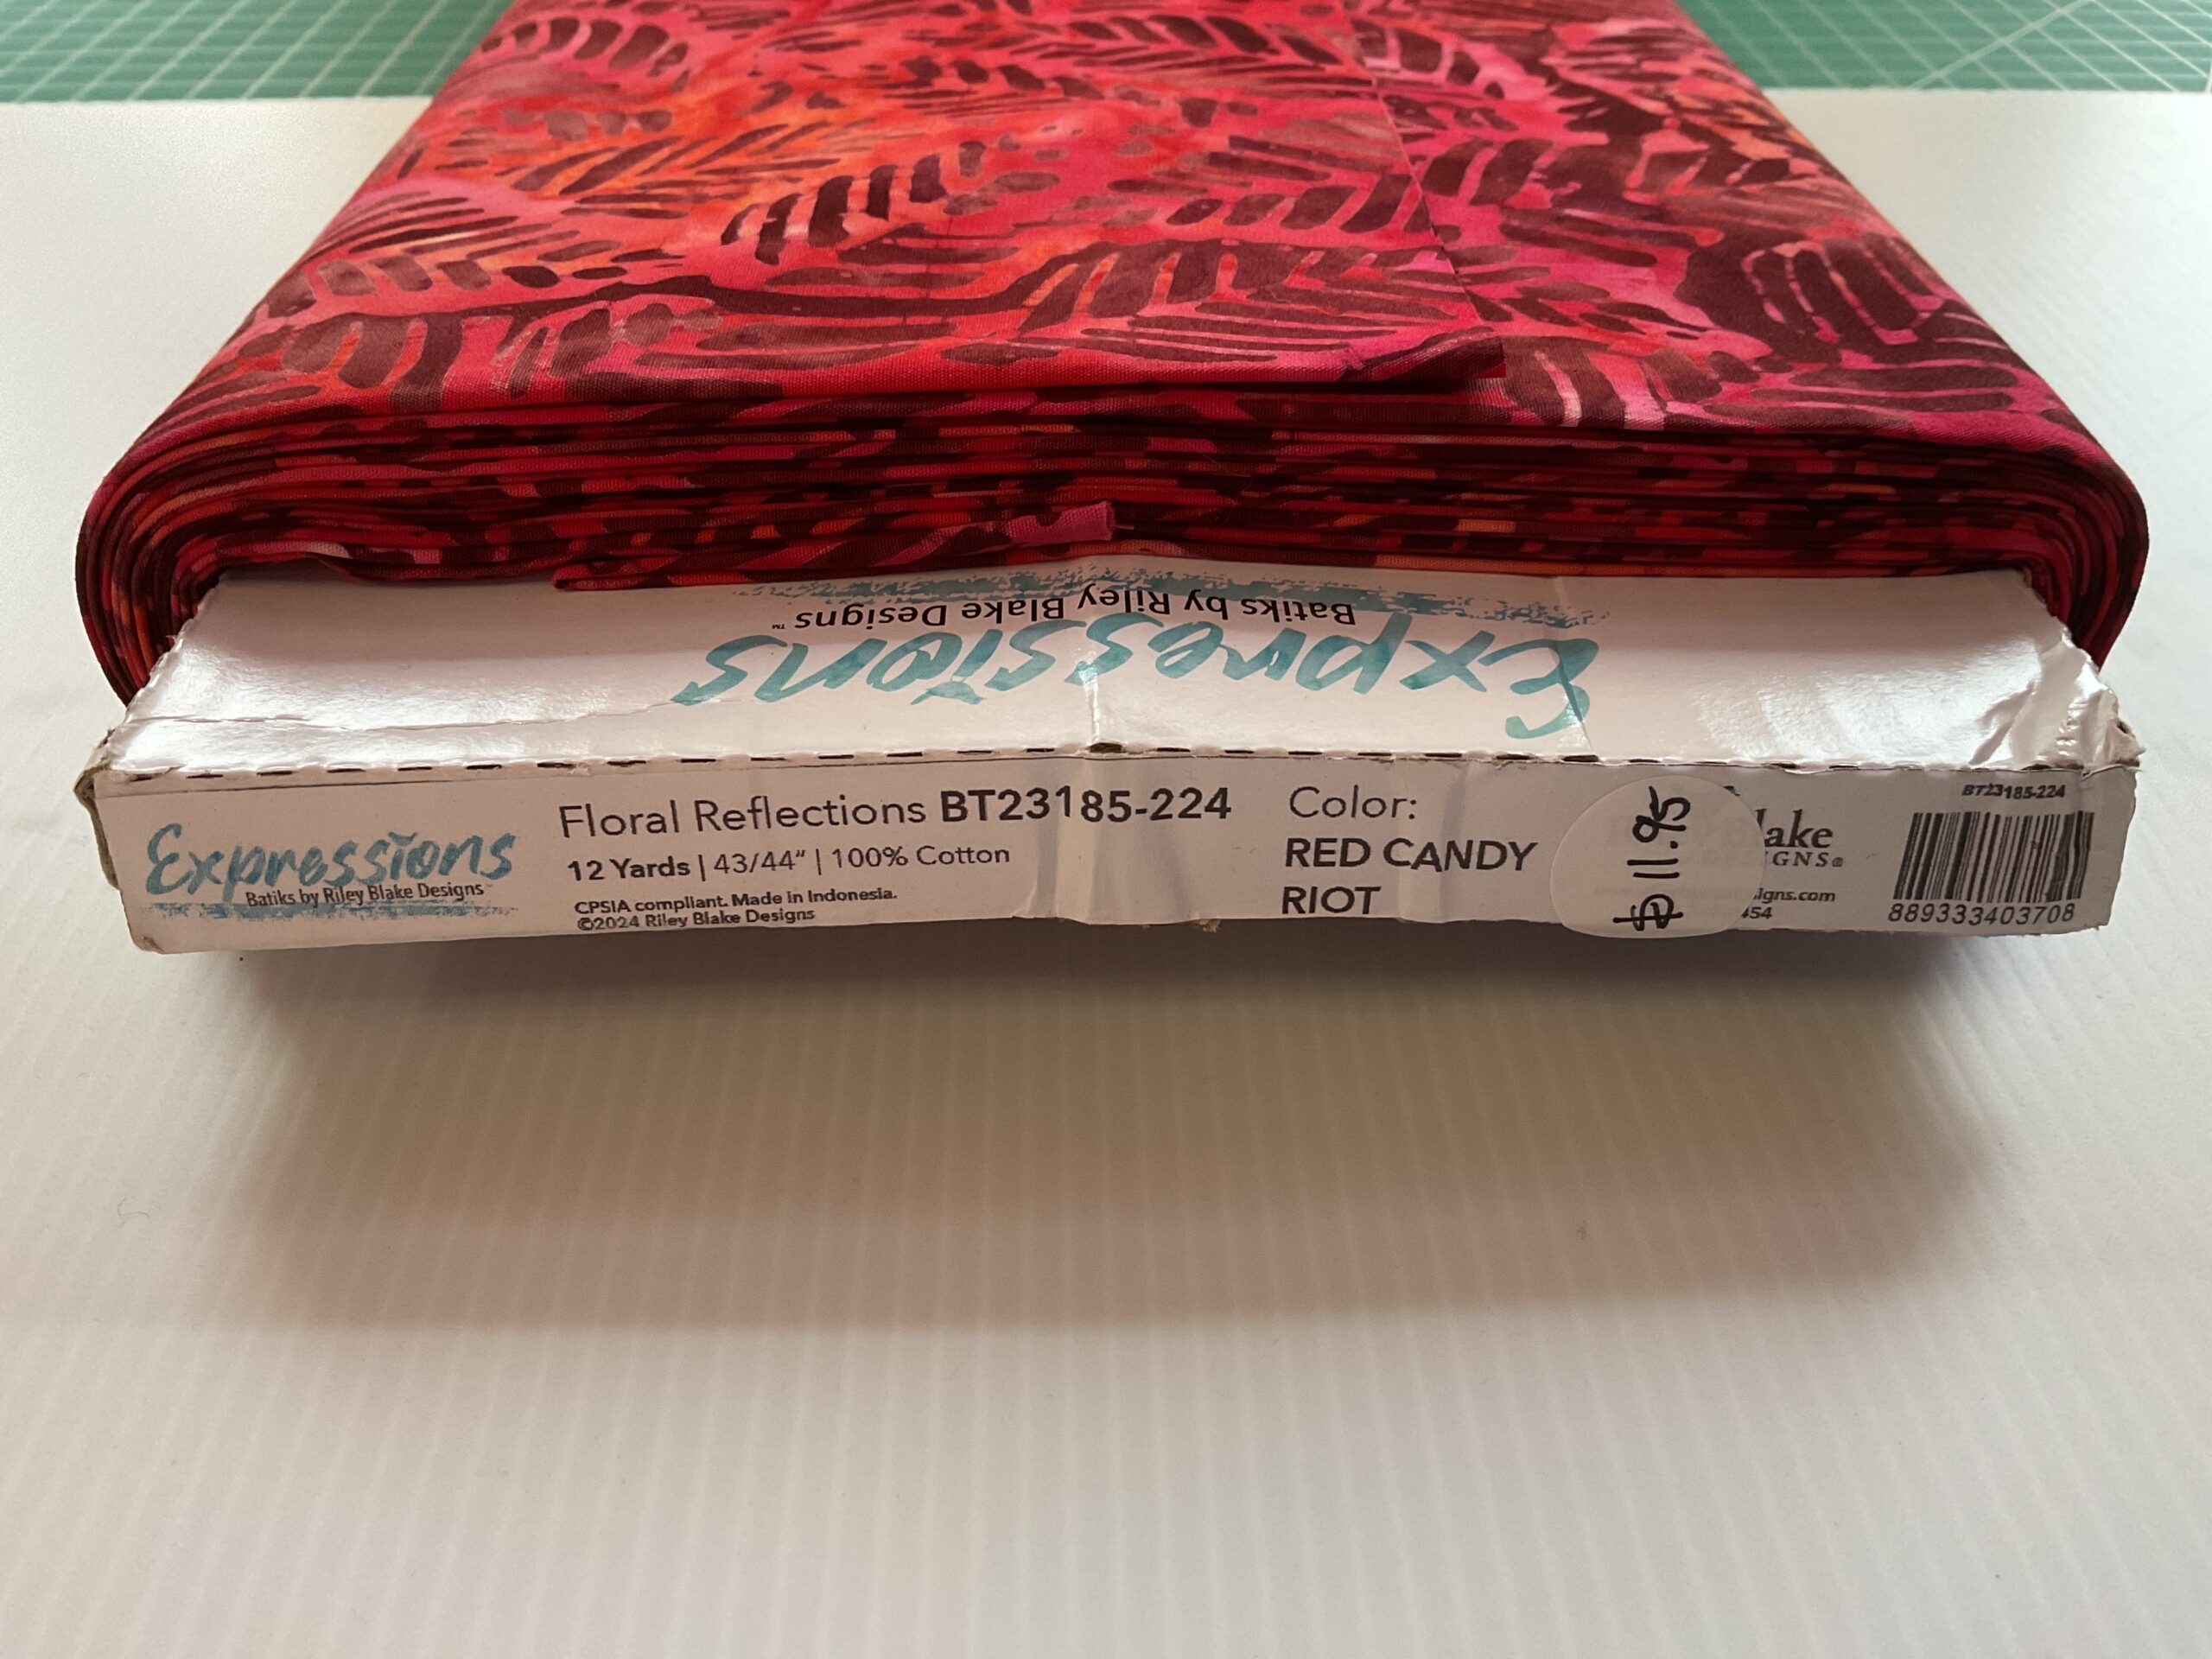 Expressions
Batiks by Riley Blake Designs™
Expressions
Batiks by Riley Blake Designs
Floral Reflections BT23185-224
12 Yards | 43/44" | 100% Cotton
CPSIA compliant. Made in Indonesia.
©2024 Riley Blake Designs
Color:
RED CANDY
RIOT
$11.95
BT23185-224
889333403708